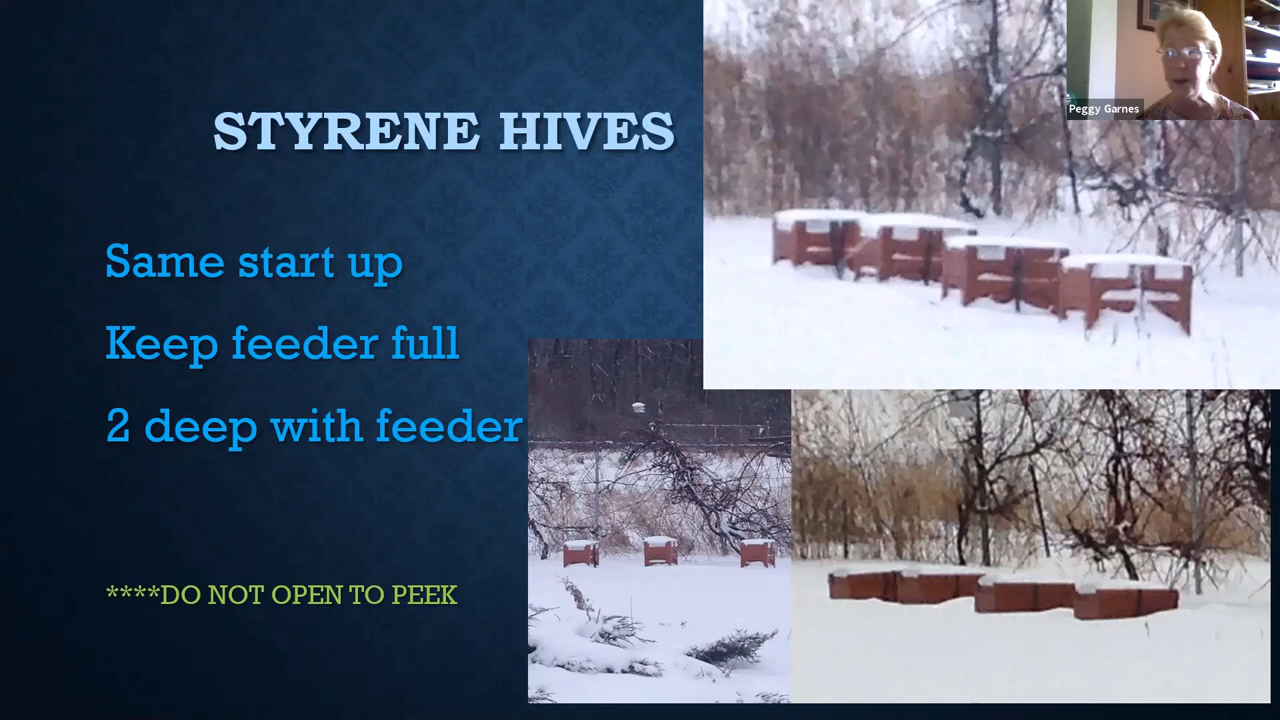 STYRENE HIVES
Peggy Garnes
Same start up
Keep feeder full
2 deep with feeder
****DO NOT OPEN TO PEEK